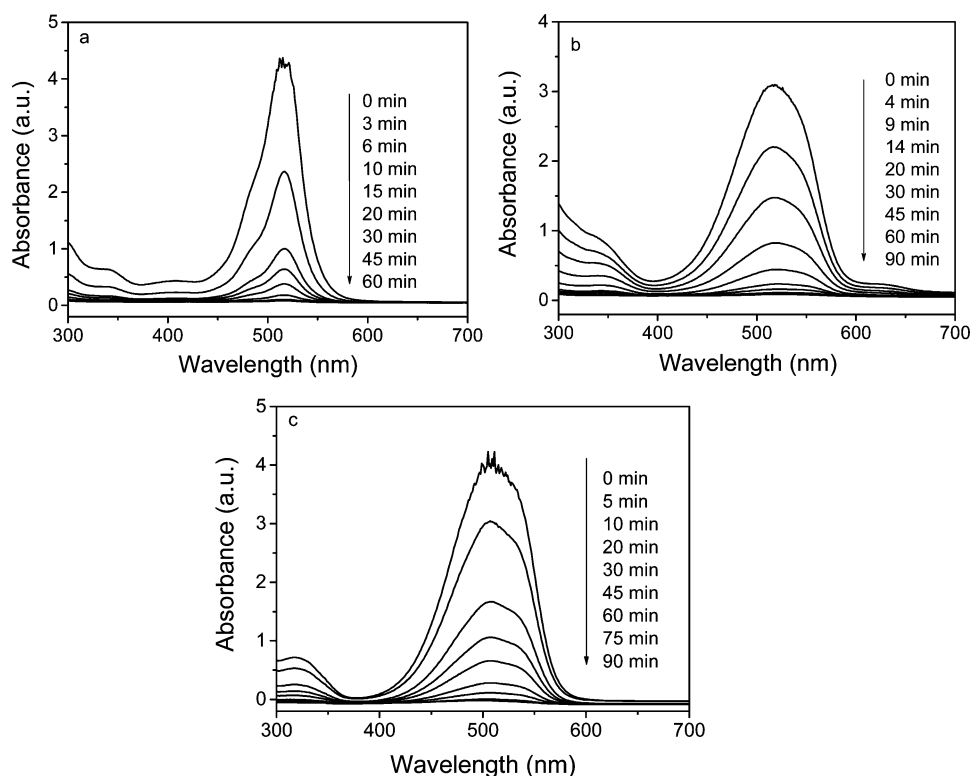 a
5
4
3
2
1
0
Absorbance (a.u.)
0 min
3 min
6 min
10 min
15 min
20 min
30 min
45 min
60 min
300 400 500 600 700
Wavelength (nm)
b
4
3
2
1
0
Absorbance (a.u.)
0 min
4 min
9 min
14 min
20 min
30 min
45 min
60 min
90 min
300 400 500 600 700
Wavelength (nm)
c
5
4
3
2
1
0
Absorbance (a.u.)
0 min
5 min
10 min
20 min
30 min
45 min
60 min
75 min
90 min
300 400 500 600 700
Wavelength (nm)